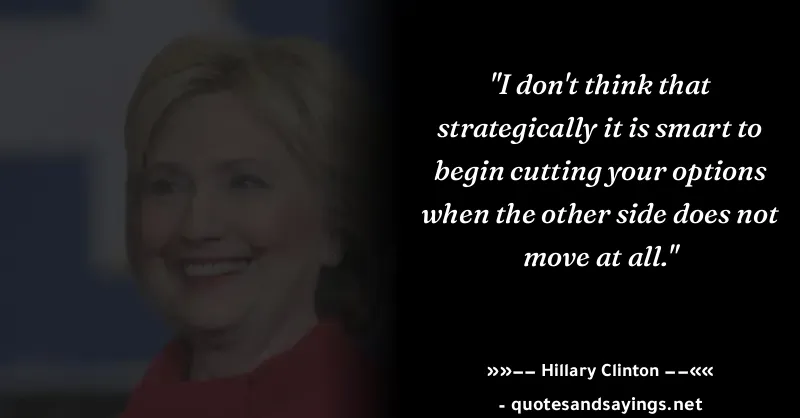 "I don't think that
strategically it is smart to
begin cutting your options
when the other side does not
move at all."
»»–– Hillary Clinton ––««
- quotesandsayings.net